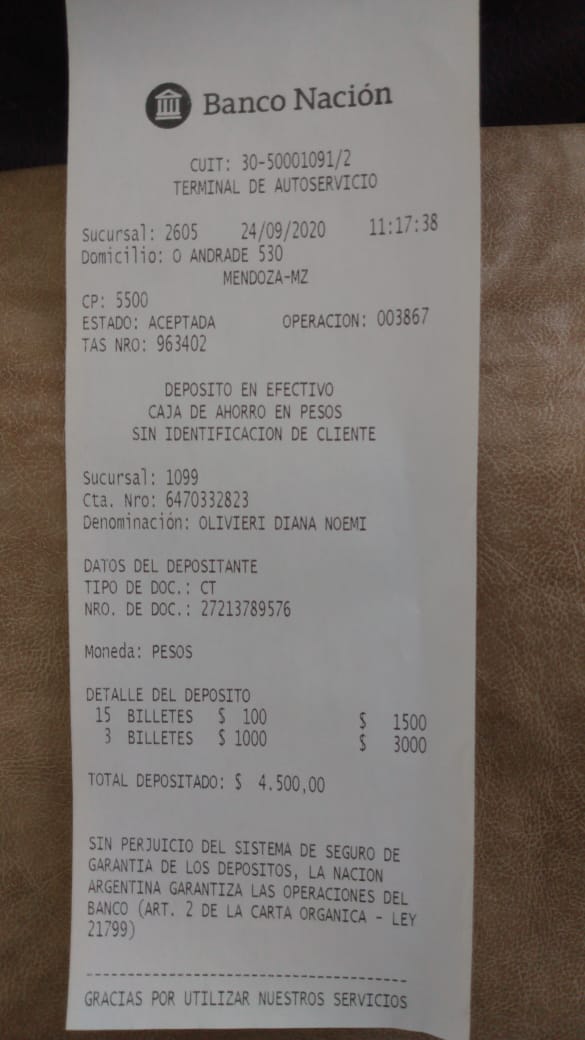 Banco Nación
CUIT: 30-50001091/2
TERMINAL DE AUTOSERVICIO
Sucursal: 2605 24/09/2020 11:17:38
Domicilio: O ANDRADE 530
MENDOZA-MZ
CP: 5500
ESTADO: ACEPTADA OPERACION: 003867
TAS NRO: 963402
DEPOSITO EN EFECTIVO
CAJA DE AHORRO EN PESOS
SIN IDENTIFICACION DE CLIENTE
Sucursal: 1099
Cta. Nro: 6470332823
Denominación: OLIVIERI DIANA NOEMI
DATOS DEL DEPOSITANTE
TIPO DE DOC.: CT
NRO. DE DOC.: 27213789576
Moneda: PESOS
DETALLE DEL DEPOSITO
15 BILLETES $ 100 $ 1500
3 BILLETES $ 1000 $ 3000
TOTAL DEPOSITADO: $ 4.500,00
SIN PERJUICIO DEL SISTEMA DE SEGURO DE
GARANTIA DE LOS DEPOSITOS, LA NACION
ARGENTINA GARANTIZA LAS OPERACIONES DEL
BANCO (ART. 2 DE LA CARTA ORGANICA - LEY
21799)
----------------------------------------
GRACIAS POR UTILIZAR NUESTROS SERVICIOS